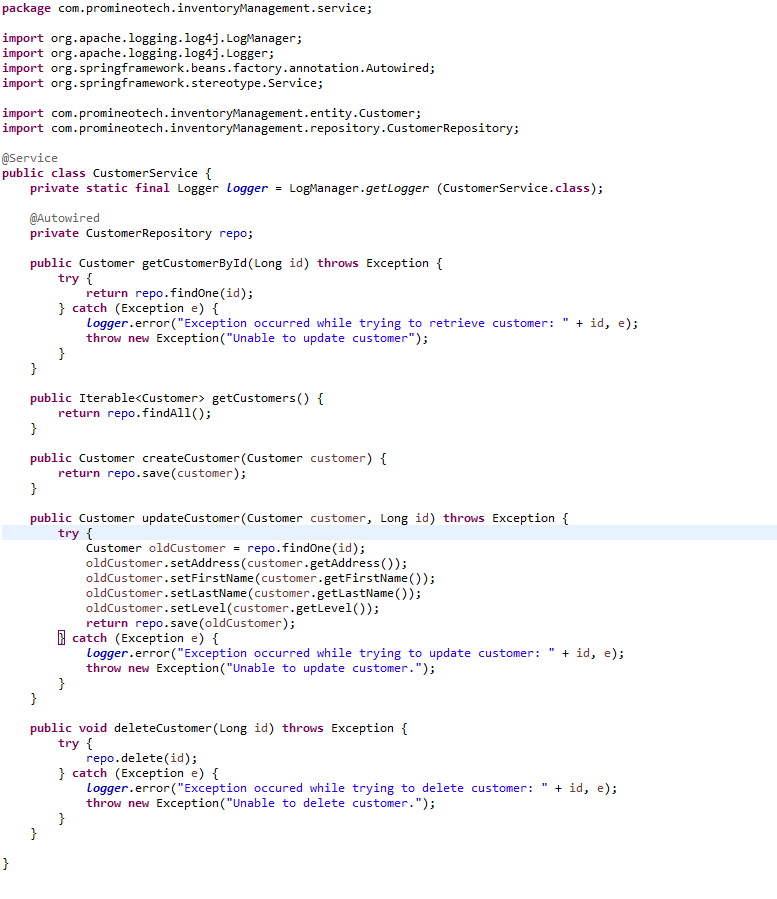 package com.promineotech.inventoryManagement.service;

import org.apache.logging.log4j.LogManager;
import org.apache.logging.log4j.Logger;
import org.springframework.beans.factory.annotation.Autowired;
import org.springframework.stereotype.Service;

import com.promineotech.inventoryManagement.entity.Customer;
import com.promineotech.inventoryManagement.repository.CustomerRepository;

@Service
public class CustomerService {
    private static final Logger logger = LogManager.getLogger (CustomerService.class);

    @Autowired
    private CustomerRepository repo;

    public Customer getCustomerById(Long id) throws Exception {
        try {
            return repo.findOne(id);
        } catch (Exception e) {
            logger.error("Exception occurred while trying to retrieve customer: " + id, e);
            throw new Exception("Unable to update customer");
        }
    }

    public Iterable<Customer> getCustomers() {
        return repo.findAll();
    }

    public Customer createCustomer(Customer customer) {
        return repo.save(customer);
    }

    public Customer updateCustomer(Customer customer, Long id) throws Exception {
        try {
            Customer oldCustomer = repo.findOne(id);
            oldCustomer.setAddress(customer.getAddress());
            oldCustomer.setFirstName(customer.getFirstName());
            oldCustomer.setLastName(customer.getLastName());
            oldCustomer.setLevel(customer.getLevel());
            return repo.save(oldCustomer);
        } catch (Exception e) {
            logger.error("Exception occurred while trying to update customer: " + id, e);
            throw new Exception("Unable to update customer.");
        }
    }

    public void deleteCustomer(Long id) throws Exception {
        try {
            repo.delete(id);
        } catch (Exception e) {
            logger.error("Exception occured while trying to delete customer: " + id, e);
            throw new Exception("Unable to delete customer.");
        }
    }

}